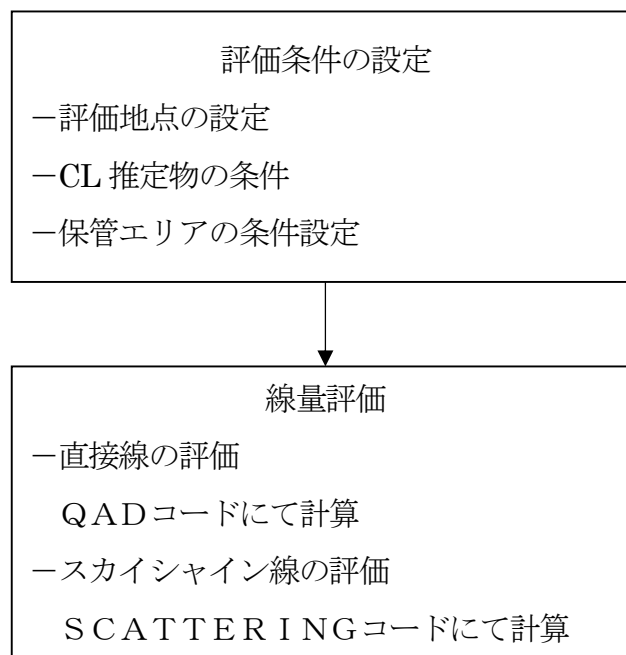 評価条件の設定
－評価地点の設定
－CL 推定物の条件
－保管エリアの条件設定
線量評価
－直接線の評価
ＱＡＤコードにて計算
－スカイシャイン線の評価
ＳＣＡＴＴＥＲＩＮＧコードにて計算